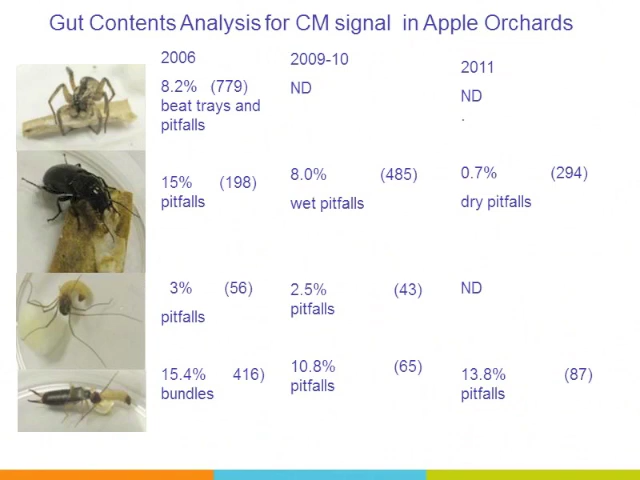 Gut Contents Analysis for CM signal in Apple Orchards
2006
8.2% (779)
beat trays and
pitfalls
2009-10
ND
2011
ND
.
15% (198)
pitfalls
8.0% (485)
wet pitfalls
0.7% (294)
dry pitfalls
3% (56)
pitfalls
2.5% (43)
pitfalls
ND
15.4% 416)
bundles
10.8% (65)
pitfalls
13.8% (87)
pitfalls